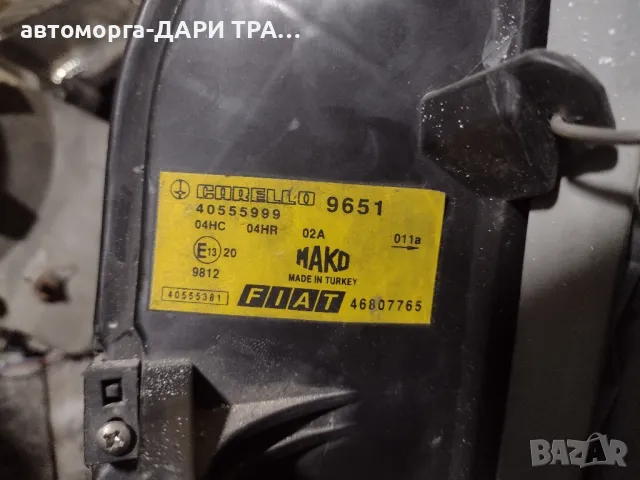 автоморга-ДАРИ ТРА...
CARELLO 9651
40555999
04HC 04HR 02A 011a
E13 20 MAKO
9812 MADE IN TURKEY
40555381 FIAT 46807765
BAZAR